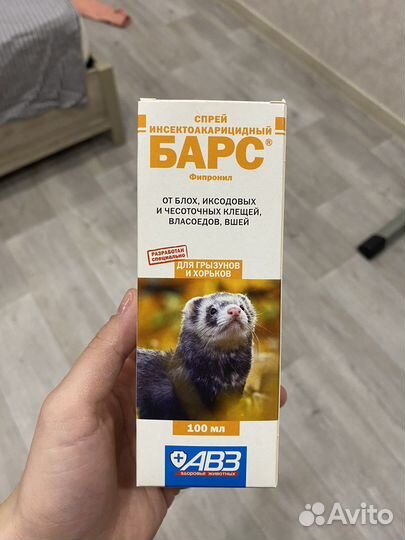 СПРЕЙ
ИНСЕКТОАКАРИЦИДНЫЙ
БАРС®
Фипронил
ОТ БЛОХ, ИКСОДОВЫХ
И ЧЕСОТОЧНЫХ КЛЕЩЕЙ,
ВЛАСОЕДОВ, ВШЕЙ
РАЗРАБОТАН
СПЕЦИАЛЬНО
ДЛЯ ГРЫЗУНОВ
И ХОРЬКОВ
100 мл
АВЗ
здоровье животных
Avito